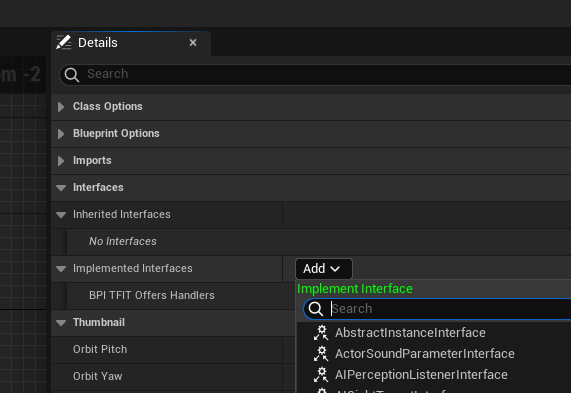 Details
om -2
Search
Class Options
Blueprint Options
Imports
Interfaces
Inherited Interfaces
No Interfaces
Implemented Interfaces
Add
Implement Interface
BPI TFIT Offers Handlers
Search
Thumbnail
AbstractInstanceInterface
Orbit Pitch
ActorSoundParameterInterface
Orbit Yaw
AIPerceptionListenerInterface